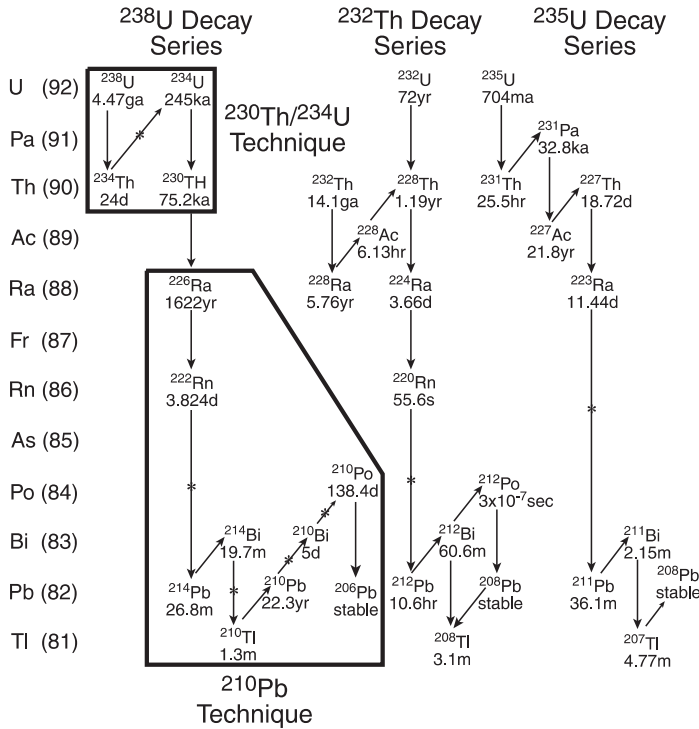 ²³⁸U Decay Series
²³²Th Decay Series
²³⁵U Decay Series
U (92)
²³⁸U
4.47ga
²³⁴U
245ka
²³²U
72yr
²³⁵U
704ma
²³⁰Th/²³⁴U
Technique
Pa (91)
*
²³¹Pa
32.8ka
Th (90)
²³⁴Th
24d
²³⁰TH
75.2ka
²³²Th
14.1ga
²²⁸Th
1.19yr
²³¹Th
25.5hr
²²⁷Th
18.72d
Ac (89)
²²⁸Ac
6.13hr
²²⁷Ac
21.8yr
Ra (88)
²²⁶Ra
1622yr
²²⁸Ra
5.76yr
²²⁴Ra
3.66d
²²³Ra
11.44d
Fr (87)
Rn (86)
²²²Rn
3.824d
²²⁰Rn
55.6s
*
As (85)
Po (84)
*
²¹⁰Po
138.4d
*
²¹²Po
3x10⁻⁷sec
*
Bi (83)
²¹⁴Bi
19.7m
²¹⁰Bi
5d
²¹²Bi
60.6m
²¹¹Bi
2.15m
*
Pb (82)
²¹⁴Pb
26.8m
*
²¹⁰Pb
22.3yr
²⁰⁶Pb
stable
²¹²Pb
10.6hr
²⁰⁸Pb
stable
²¹¹Pb
36.1m
²⁰⁸Pb
stable
Tl (81)
²¹⁰Tl
1.3m
²⁰⁸Tl
3.1m
²⁰⁷Tl
4.77m
²¹⁰Pb
Technique